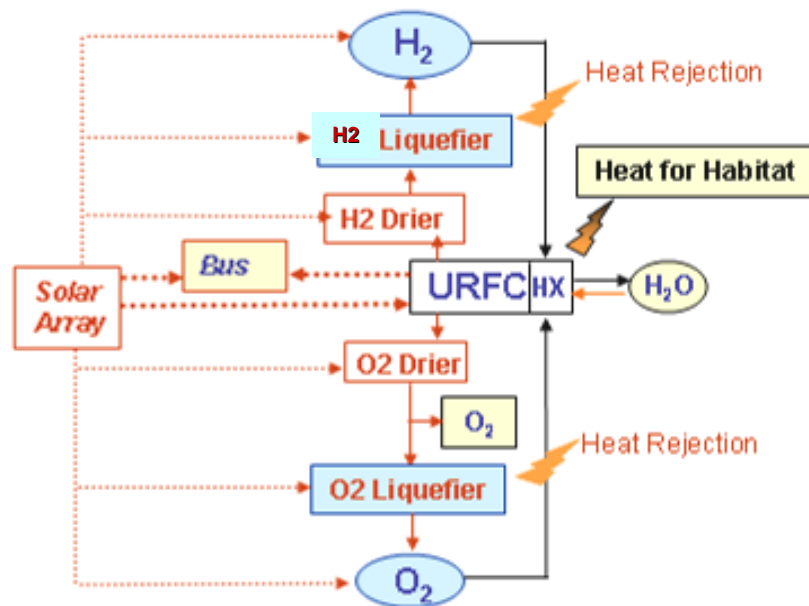 H₂
Heat Rejection
H2 Liquefier
Heat for Habitat
H2 Drier
Bus
URFC HX
H₂O
Solar
Array
O2 Drier
O₂
Heat Rejection
O2 Liquefier
O₂